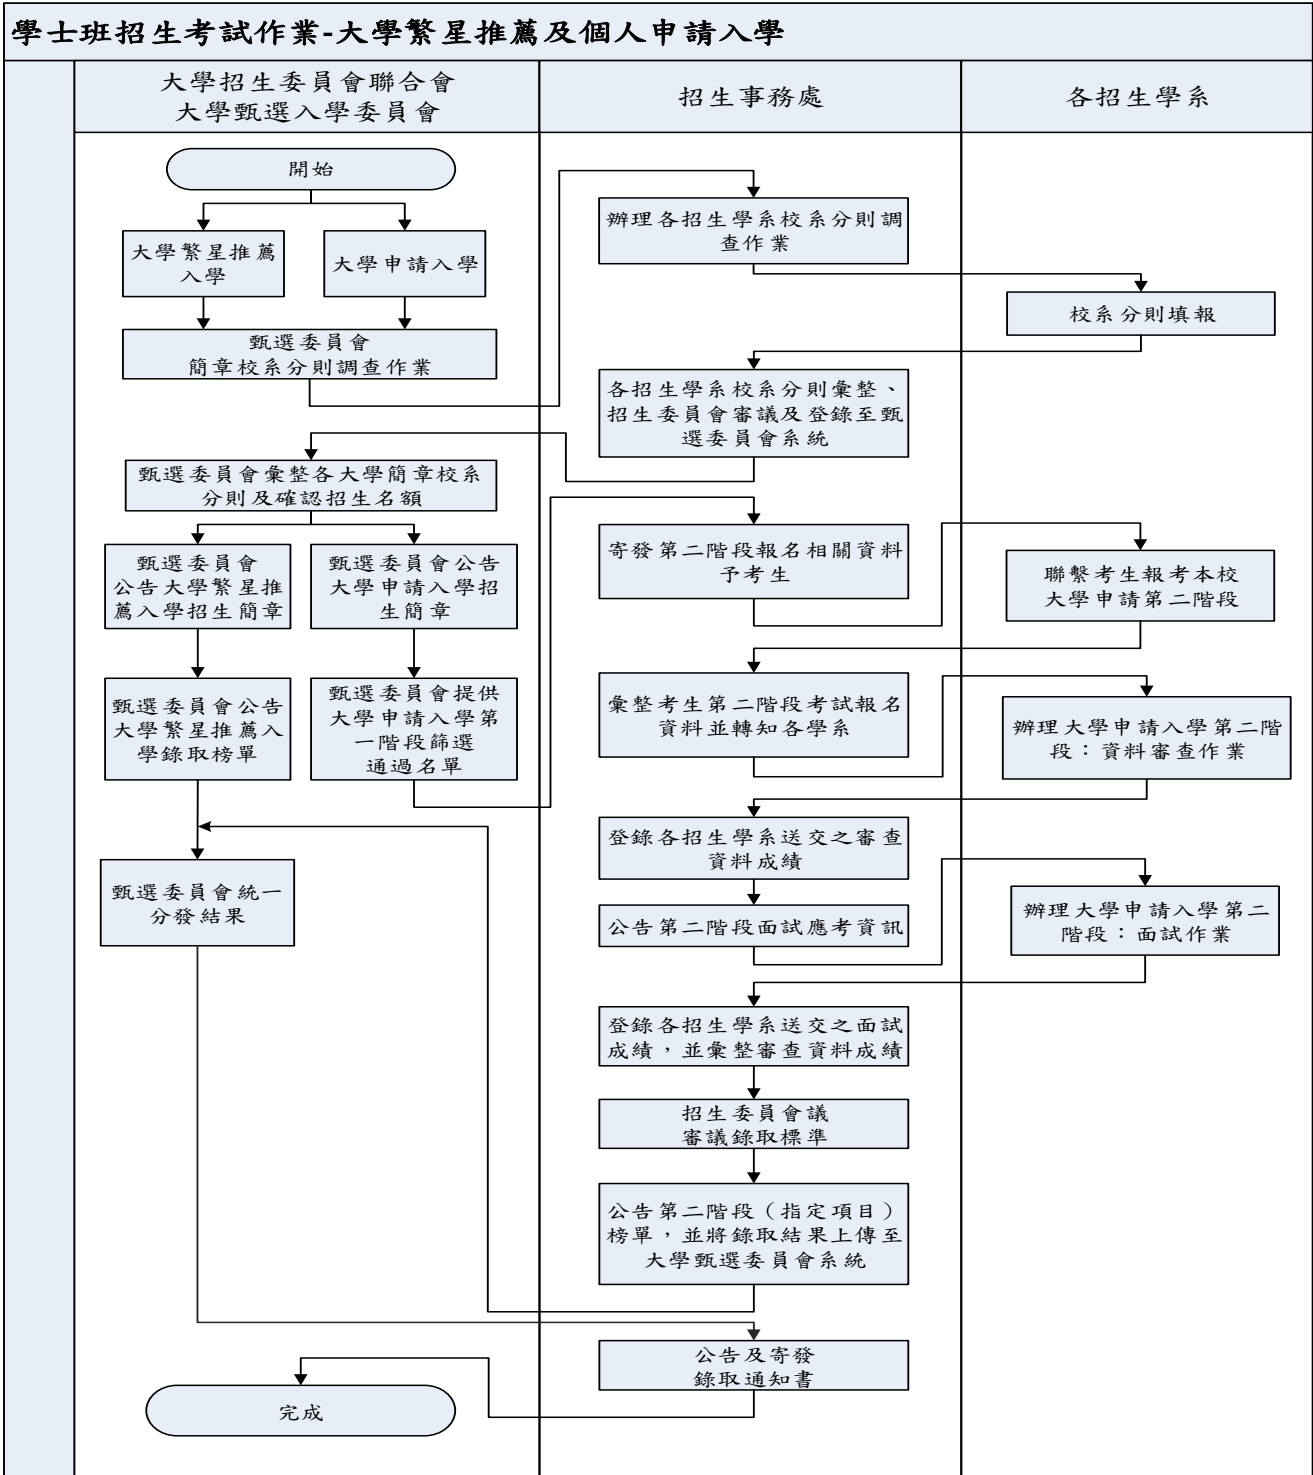 學士班招生考試作業-大學繁星推薦及個人申請入學
大學招生委員會聯合會
大學甄選入學委員會
招生事務處
各招生學系
開始
大學繁星推薦
入學
大學申請入學
甄選委員會
簡章校系分則調查作業
辦理各招生學系校系分則調
查作業
校系分則填報
各招生學系校系分則彙整、
招生委員會審議及登錄至甄
選委員會系統
甄選委員會彙整各大學簡章校系
分則及確認招生名額
甄選委員會
公告大學繁星推
薦入學招生簡章
甄選委員會公告
大學申請入學招
生簡章
甄選委員會公告
大學繁星推薦入
學錄取榜單
甄選委員會提供
大學申請入學第
一階段篩選
通過名單
寄發第二階段報名相關資料
予考生
聯繫考生報考本校
大學申請第二階段
彙整考生第二階段考試報名
資料並轉知各學系
辦理大學申請入學第二階
段：資料審查作業
登錄各招生學系送交之審查
資料成績
公告第二階段面試應考資訊
辦理大學申請入學第二
階段：面試作業
登錄各招生學系送交之面試
成績，並彙整審查資料成績
招生委員會議
審議錄取標準
公告第二階段（指定項目）
榜單，並將錄取結果上傳至
大學甄選委員會系統
甄選委員會統一
分發結果
公告及寄發
錄取通知書
完成